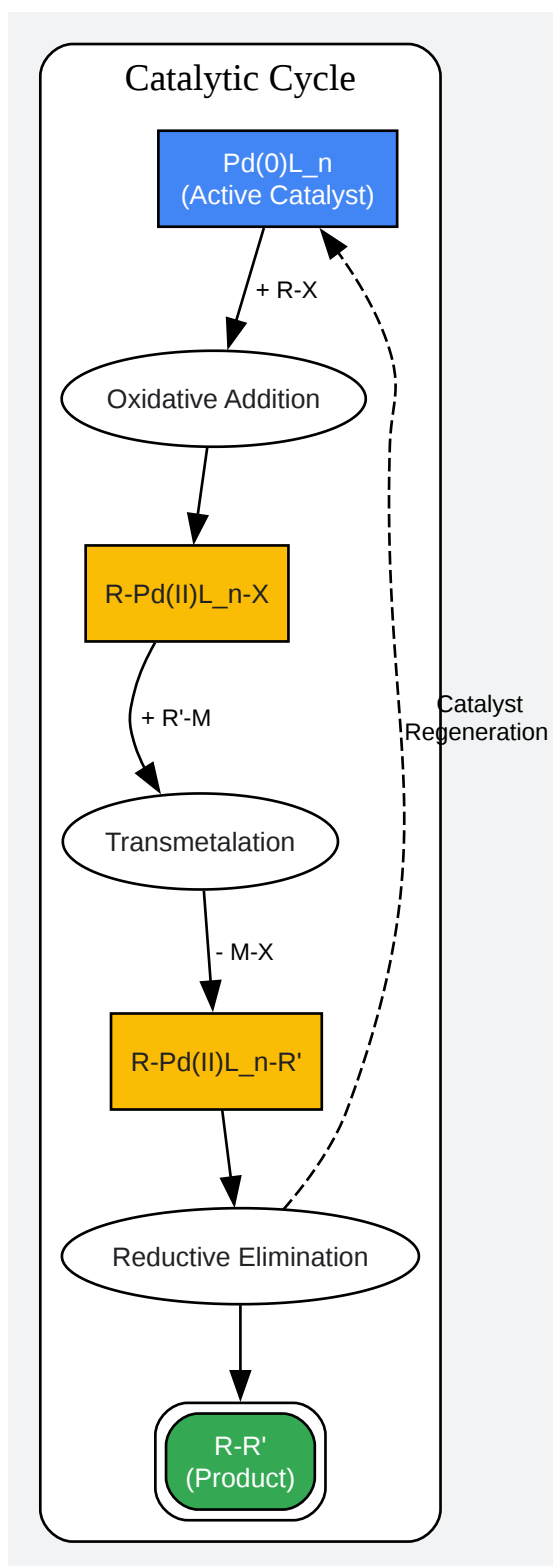 Catalytic Cycle
Pd(0)L_n
(Active Catalyst)
+ R-X
Oxidative Addition
R-Pd(II)L_n-X
+ R'-M
Catalyst
Regeneration
Transmetalation
- M-X
R-Pd(II)L_n-R'
Reductive Elimination
R-R'
(Product)